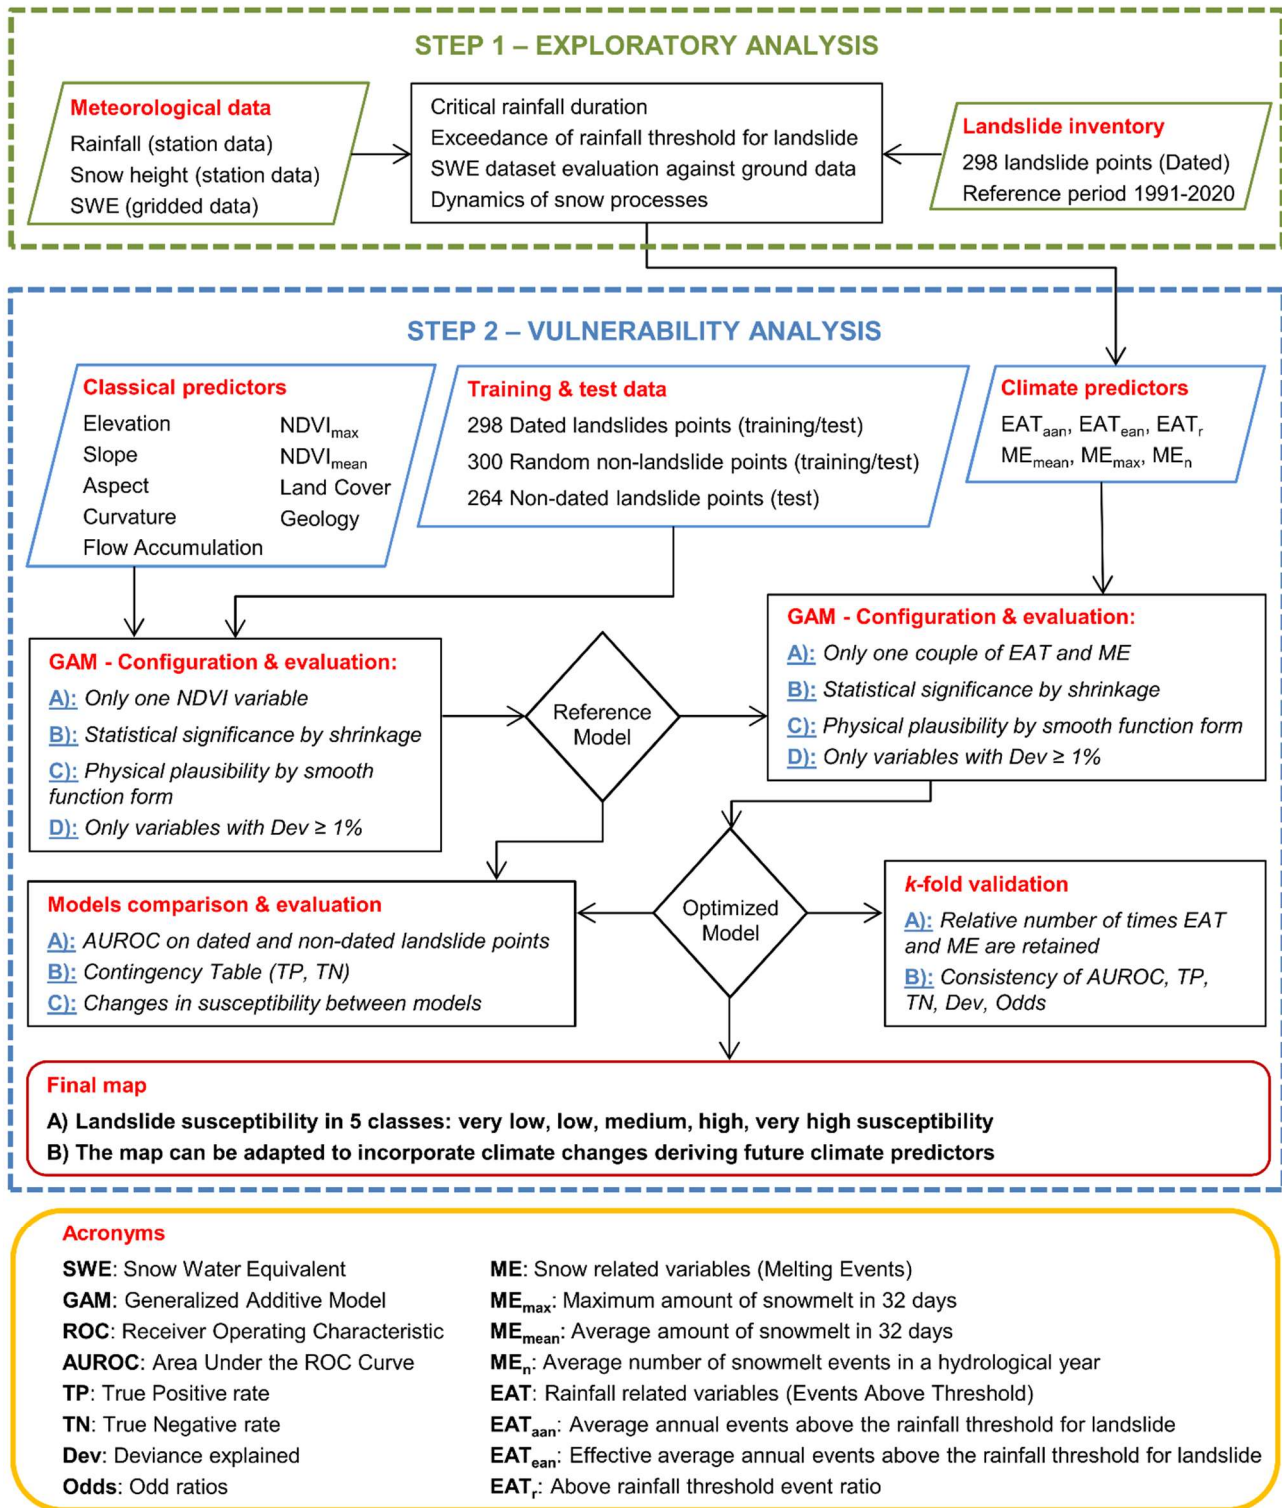 STEP 1 – EXPLORATORY ANALYSIS
Meteorological data
Rainfall (station data)
Snow height (station data)
SWE (gridded data)
Critical rainfall duration
Exceedance of rainfall threshold for landslide
SWE dataset evaluation against ground data
Dynamics of snow processes
Landslide inventory
298 landslide points (Dated)
Reference period 1991-2020
STEP 2 – VULNERABILITY ANALYSIS
Classical predictors
Elevation
Slope
Aspect
Curvature
Flow Accumulation
NDVImax
NDVImean
Land Cover
Geology
Training & test data
298 Dated landslides points (training/test)
300 Random non-landslide points (training/test)
264 Non-dated landslide points (test)
Climate predictors
EATaan, EATean, EATr
MEmean, MEmax, MEn
GAM - Configuration & evaluation:
A): Only one NDVI variable
B): Statistical significance by shrinkage
C): Physical plausibility by smooth
function form
D): Only variables with Dev ≥ 1%
Reference
Model
GAM - Configuration & evaluation:
A): Only one couple of EAT and ME
B): Statistical significance by shrinkage
C): Physical plausibility by smooth function form
D): Only variables with Dev ≥ 1%
Models comparison & evaluation
A): AUROC on dated and non-dated landslide points
B): Contingency Table (TP, TN)
C): Changes in susceptibility between models
Optimized
Model
k-fold validation
A): Relative number of times EAT
and ME are retained
B): Consistency of AUROC, TP,
TN, Dev, Odds
Final map
A) Landslide susceptibility in 5 classes: very low, low, medium, high, very high susceptibility
B) The map can be adapted to incorporate climate changes deriving future climate predictors
Acronyms
SWE: Snow Water Equivalent
GAM: Generalized Additive Model
ROC: Receiver Operating Characteristic
AUROC: Area Under the ROC Curve
TP: True Positive rate
TN: True Negative rate
Dev: Deviance explained
Odds: Odd ratios
ME: Snow related variables (Melting Events)
MEmax: Maximum amount of snowmelt in 32 days
MEmean: Average amount of snowmelt in 32 days
MEn: Average number of snowmelt events in a hydrological year
EAT: Rainfall related variables (Events Above Threshold)
EATaan: Average annual events above the rainfall threshold for landslide
EATean: Effective average annual events above the rainfall threshold for landslide
EATr: Above rainfall threshold event ratio